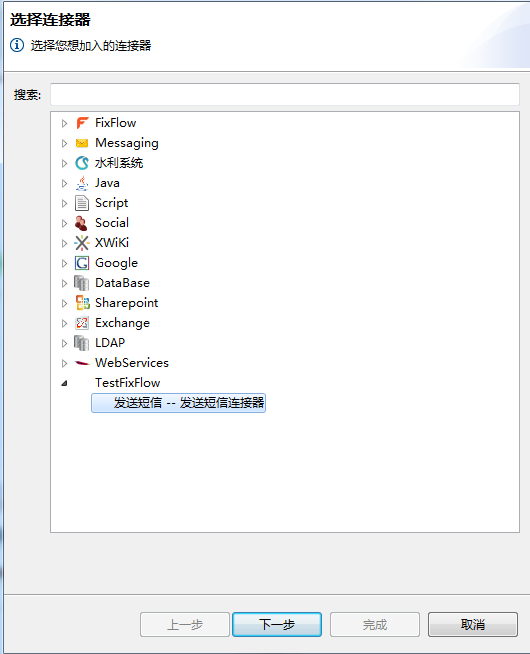 选择连接器
选择您想加入的连接器
搜索:
FixFlow
Messaging
水利系统
Java
Script
Social
XWiKi
Google
DataBase
Sharepoint
Exchange
LDAP
WebServices
TestFixFlow
发送短信 -- 发送短信连接器
上一步 下一步 完成 取消